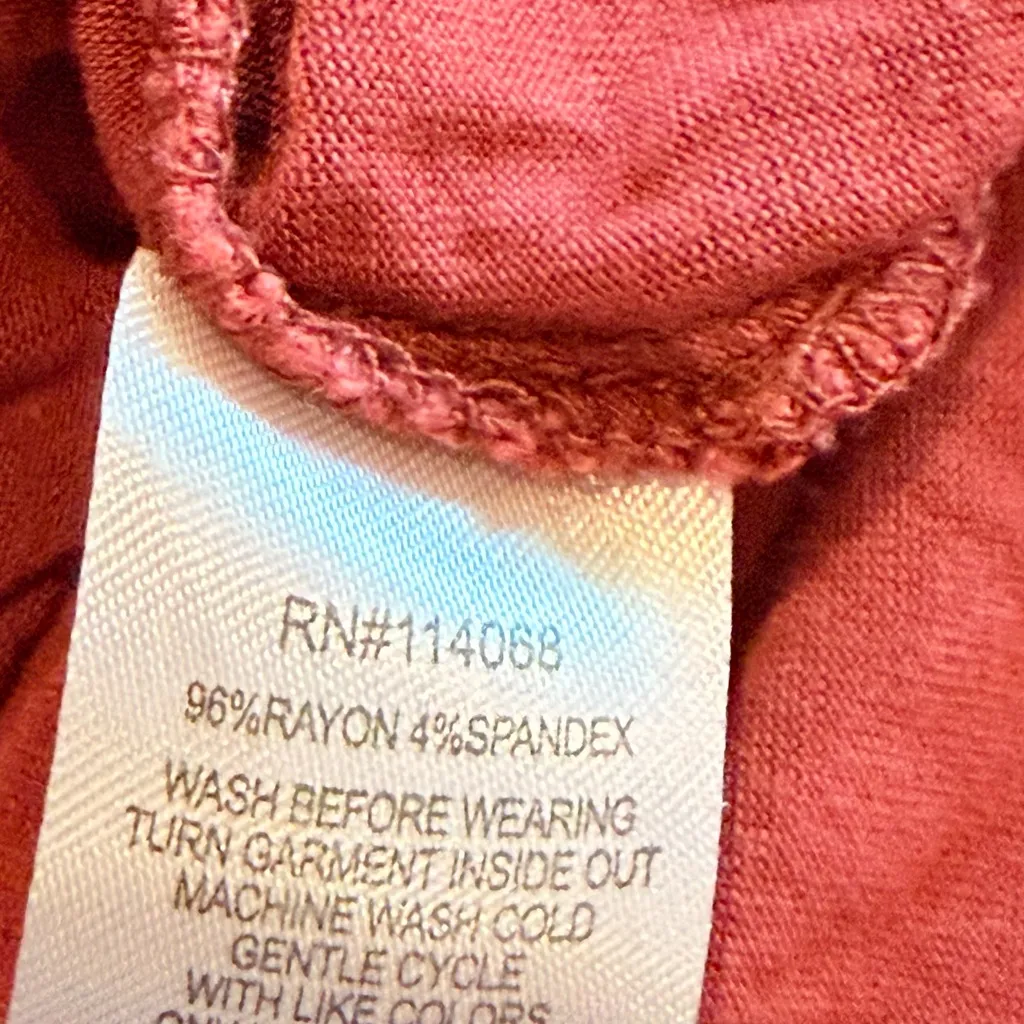 RN#114068
96%RAYON 4%SPANDEX
WASH BEFORE WEARING
TURN GARMENT INSIDE OUT
MACHINE WASH COLD
GENTLE CYCLE
WITH LIKE COLORS